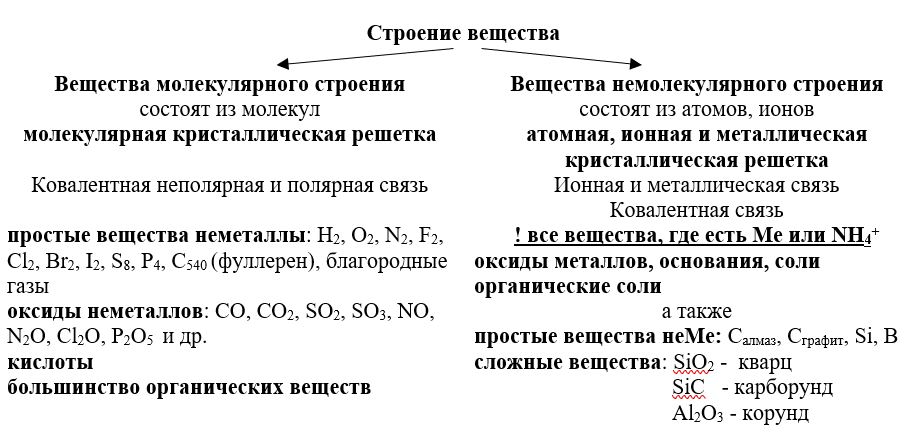 Строение вещества
Вещества молекулярного строения
состоят из молекул
молекулярная кристаллическая решетка
Ковалентная неполярная и полярная связь
простые вещества неметаллы: H₂, O₂, N₂, F₂,
Cl₂, Br₂, I₂, S₈, P₄, C₅₄₀ (фуллерен), благородные
газы
оксиды неметаллов: CO, CO₂, SO₂, SO₃, NO,
N₂O, Cl₂O, P₂O₅ и др.
кислоты
большинство органических веществ
Вещества немолекулярного строения
состоят из атомов, ионов
атомная, ионная и металлическая
кристаллическая решетка
Ионная и металлическая связь
Ковалентная связь
! все вещества, где есть Ме или NH₄⁺
оксиды металлов, основания, соли
органические соли
а также
простые вещества неМе: Cалмаз, Cграфит, Si, B
сложные вещества: SiO₂ - кварц
SiC - карборунд
Al₂O₃ - корунд